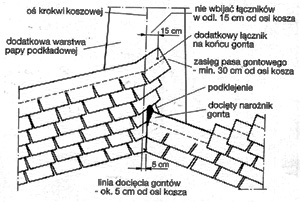 oś krokwi koszowej
nie wbijać łączników
w odl. 15 cm od osi kosza
15 cm
dodatkowa warstwa
papy podkładowej
dodatkowy łącznik
na końcu gonta
zasięg pasa gontowego
- min. 30 cm od osi kosza
podklejenie
docięty narożnik
gonta
5 cm
linia docięcia gontów
- ok. 5 cm od osi kosza